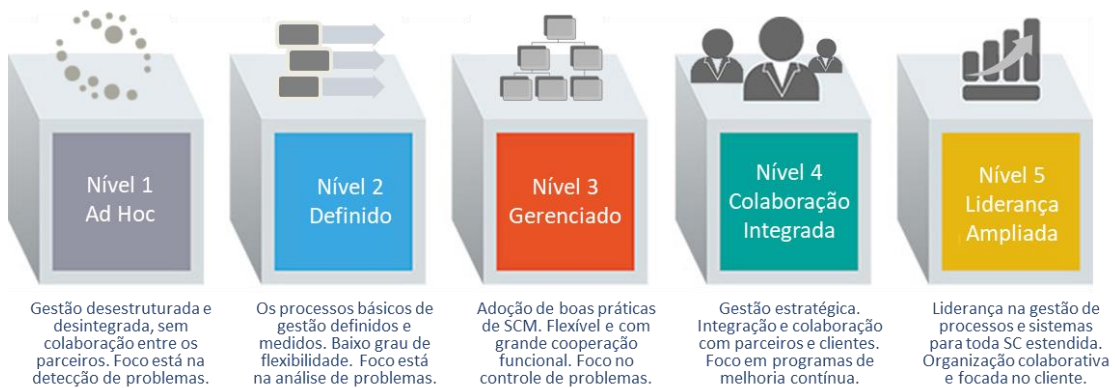 Nível 1
Ad Hoc
Nível 2
Definido
Nível 3
Gerenciado
Nível 4
Colaboração
Integrada
Nível 5
Liderança
Ampliada
Gestão desestruturada e
desintegrada, sem
colaboração entre os
parceiros. Foco está na
detecção de problemas.
Os processos básicos de
gestão definidos e
medidos. Baixo grau de
flexibilidade. Foco está
na análise de problemas.
Adoção de boas práticas
de SCM. Flexível e com
grande cooperação
funcional. Foco no
controle de problemas.
Gestão estratégica.
Integração e colaboração
com parceiros e clientes.
Foco em programas de
melhoria contínua.
Liderança na gestão de
processos e sistemas
para toda SC estendida.
Organização colaborativa
e focada no cliente.